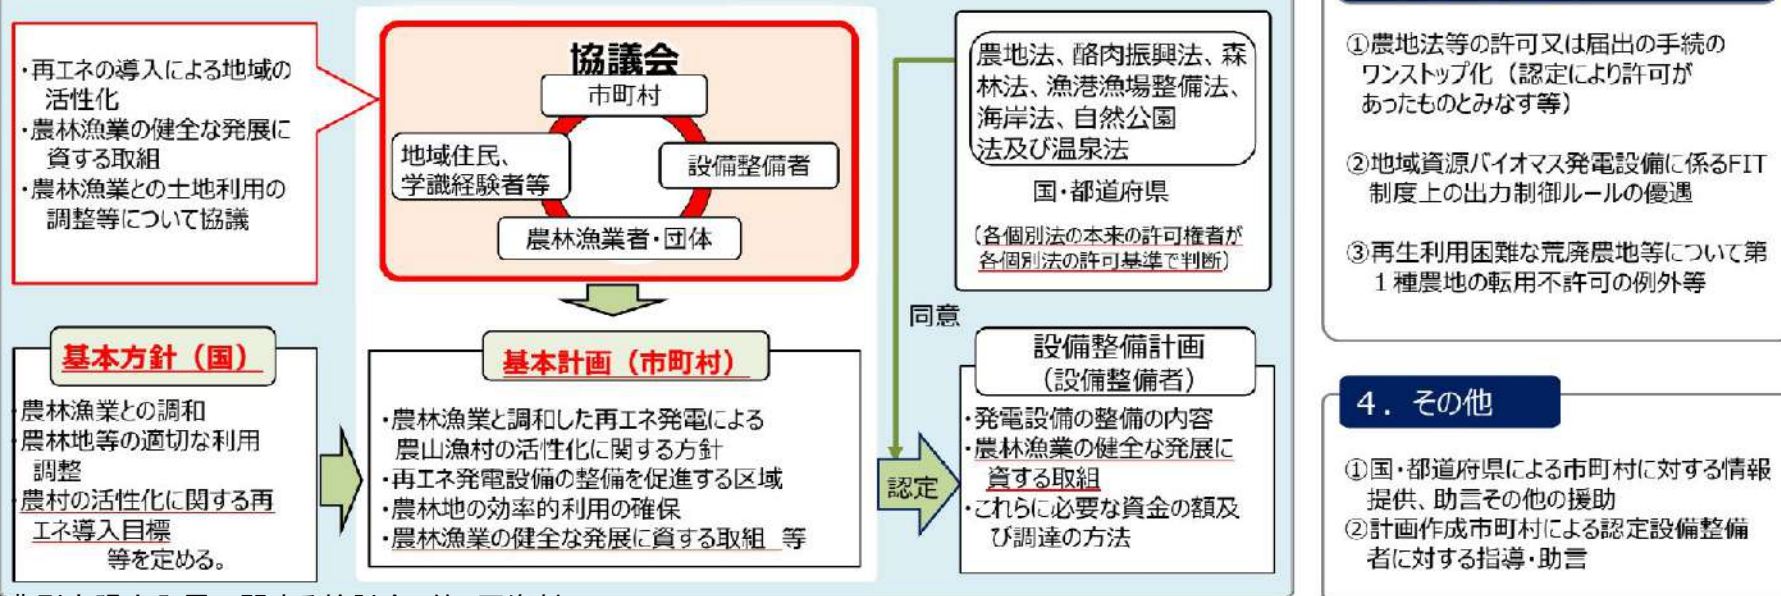 ・再エネの導入による地域の
活性化
・農林漁業の健全な発展に
資する取組
・農林漁業との土地利用の
調整等について協議
協議会
市町村
地域住民、
学識経験者等
設備整備者
農林漁業者・団体
農地法、酪肉振興法、森
林法、漁港漁場整備法、
海岸法、自然公園
法及び温泉法
国・都道府県
（各個別法の本来の許可権者が
各個別法の許可基準で判断）
同意
基本方針（国）
農林漁業との調和
農林地等の適切な利用
調整
農村の活性化に関する再
エネ導入目標
等を定める。
基本計画（市町村）
・農林漁業と調和した再エネ発電による
農山漁村の活性化に関する方針
・再エネ発電設備の整備を促進する区域
・農林地の効率的利用の確保
・農林漁業の健全な発展に資する取組 等
認定
設備整備計画
（設備整備者）
・発電設備の整備の内容
・農林漁業の健全な発展に
資する取組
・これらに必要な資金の額及
び調達の方法
①農地法等の許可又は届出の手続の
ワンストップ化（認定により許可が
あったものとみなす等）
②地域資源バイオマス発電設備に係るFIT
制度上の出力制御ルールの優遇
③再生利用困難な荒廃農地等について第
１種農地の転用不許可の例外等
４．その他
①国・都道府県による市町村に対する情報
提供、助言その他の援助
②計画作成市町村による認定設備整備
者に対する指導・助言